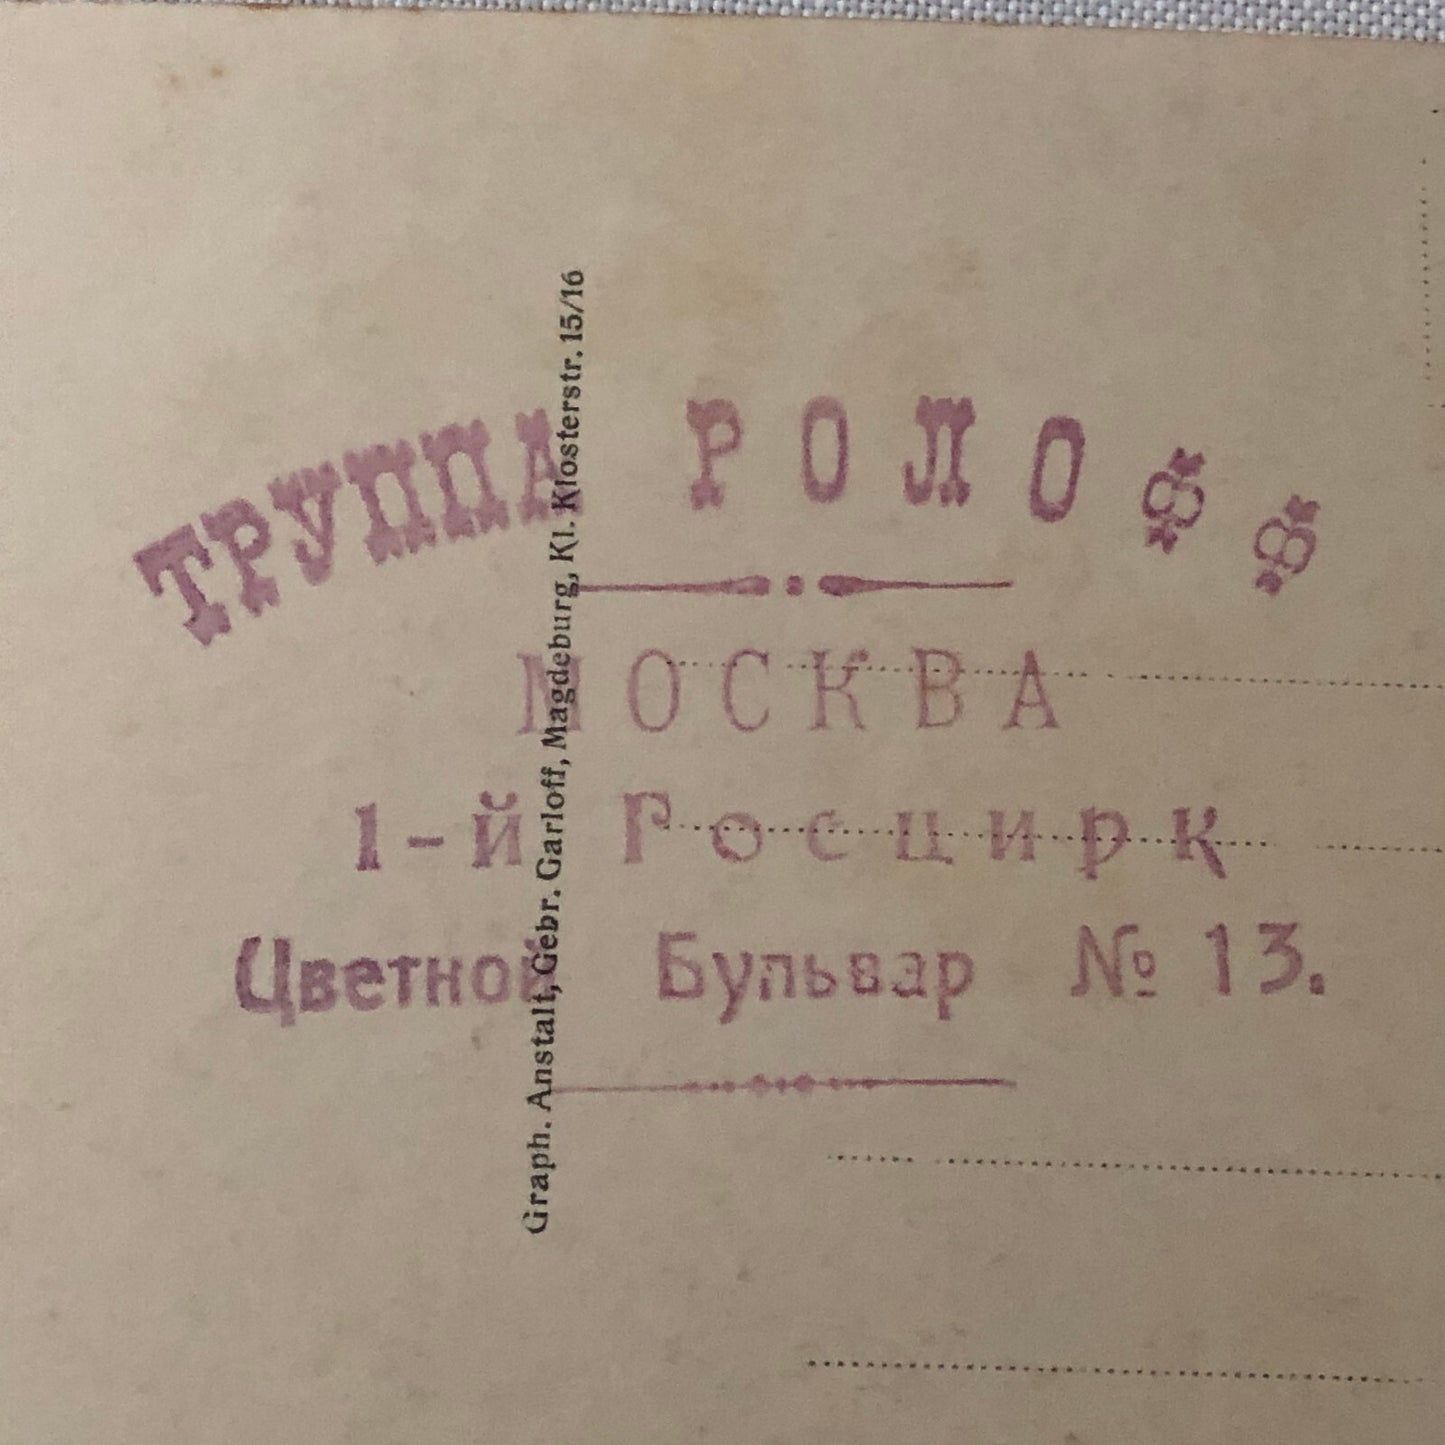 ТРУППА РОЛОФФ
МОСКВА
1-й Госцирк
Цветной Бульвар № 13.
Graph. Anstalt, Gebr. Garloff, Magdeburg, Kl. Klosterstr. 15/16